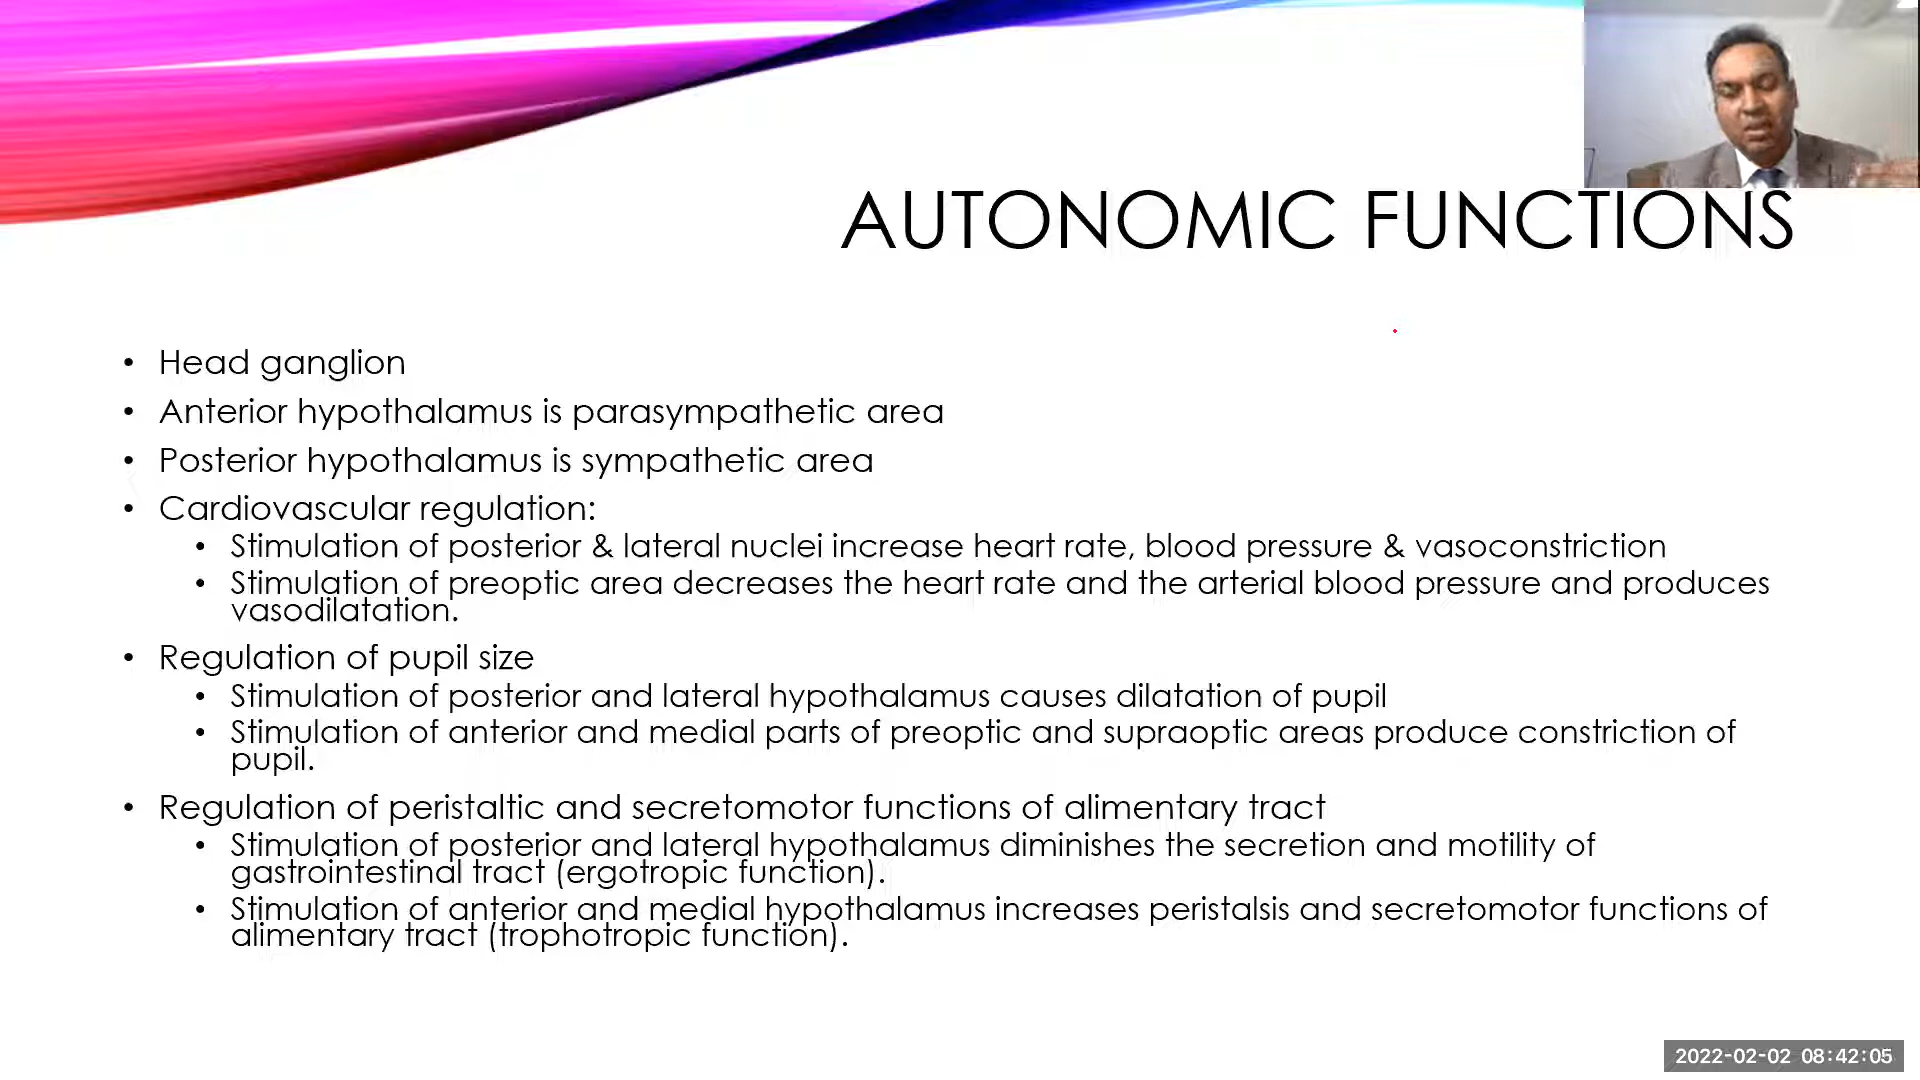 AUTONOMIC FUNCTIONS
• Head ganglion
• Anterior hypothalamus is parasympathetic area
• Posterior hypothalamus is sympathetic area
• Cardiovascular regulation:
• Stimulation of posterior & lateral nuclei increase heart rate, blood pressure & vasoconstriction
• Stimulation of preoptic area decreases the heart rate and the arterial blood pressure and produces
vasodilatation.
• Regulation of pupil size
• Stimulation of posterior and lateral hypothalamus causes dilatation of pupil
• Stimulation of anterior and medial parts of preoptic and supraoptic areas produce constriction of
pupil.
• Regulation of peristaltic and secretomotor functions of alimentary tract
• Stimulation of posterior and lateral hypothalamus diminishes the secretion and motility of
gastrointestinal tract (ergotropic function).
• Stimulation of anterior and medial hypothalamus increases peristalsis and secretomotor functions of
alimentary tract (trophotropic function).
2022-02-02 08:42:05